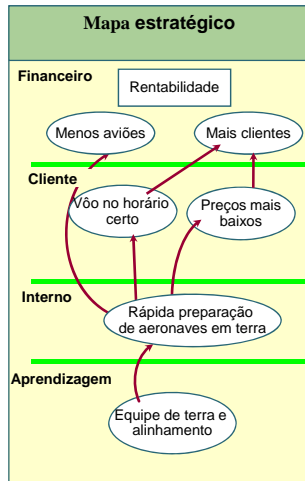 Mapa estratégico
Financeiro
Rentabilidade
Menos aviões
Mais clientes
Cliente
Vôo no horário
certo
Preços mais
baixos
Interno
Rápida preparação
de aeronaves em terra
Aprendizagem
Equipe de terra e
alinhamento